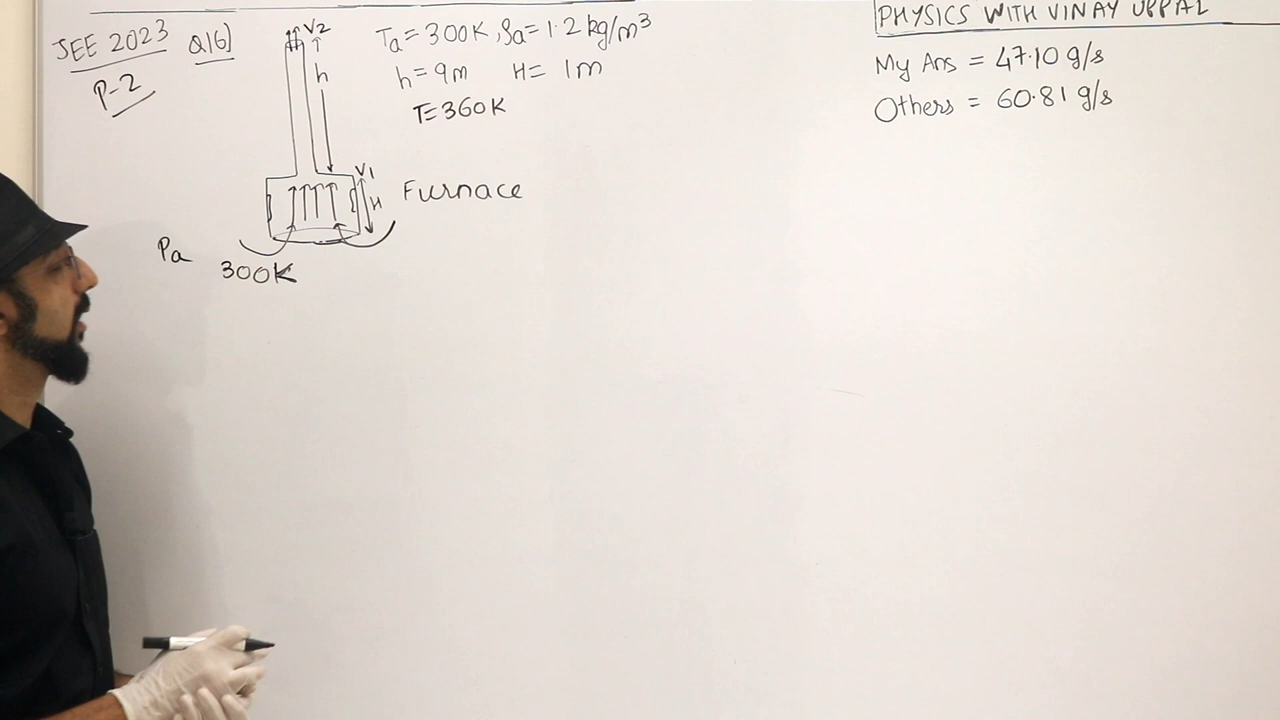 JEE 2023 Q16]
P-2
V2
h
Ta = 300K, ρa = 1.2 kg/m³
h = 9m H = 1m
T = 360K
V1
H
Furnace
Pa
300K
PHYSICS WITH VINAY UPPAL
My Ans = 47.10 g/s
Others = 60.81 g/s